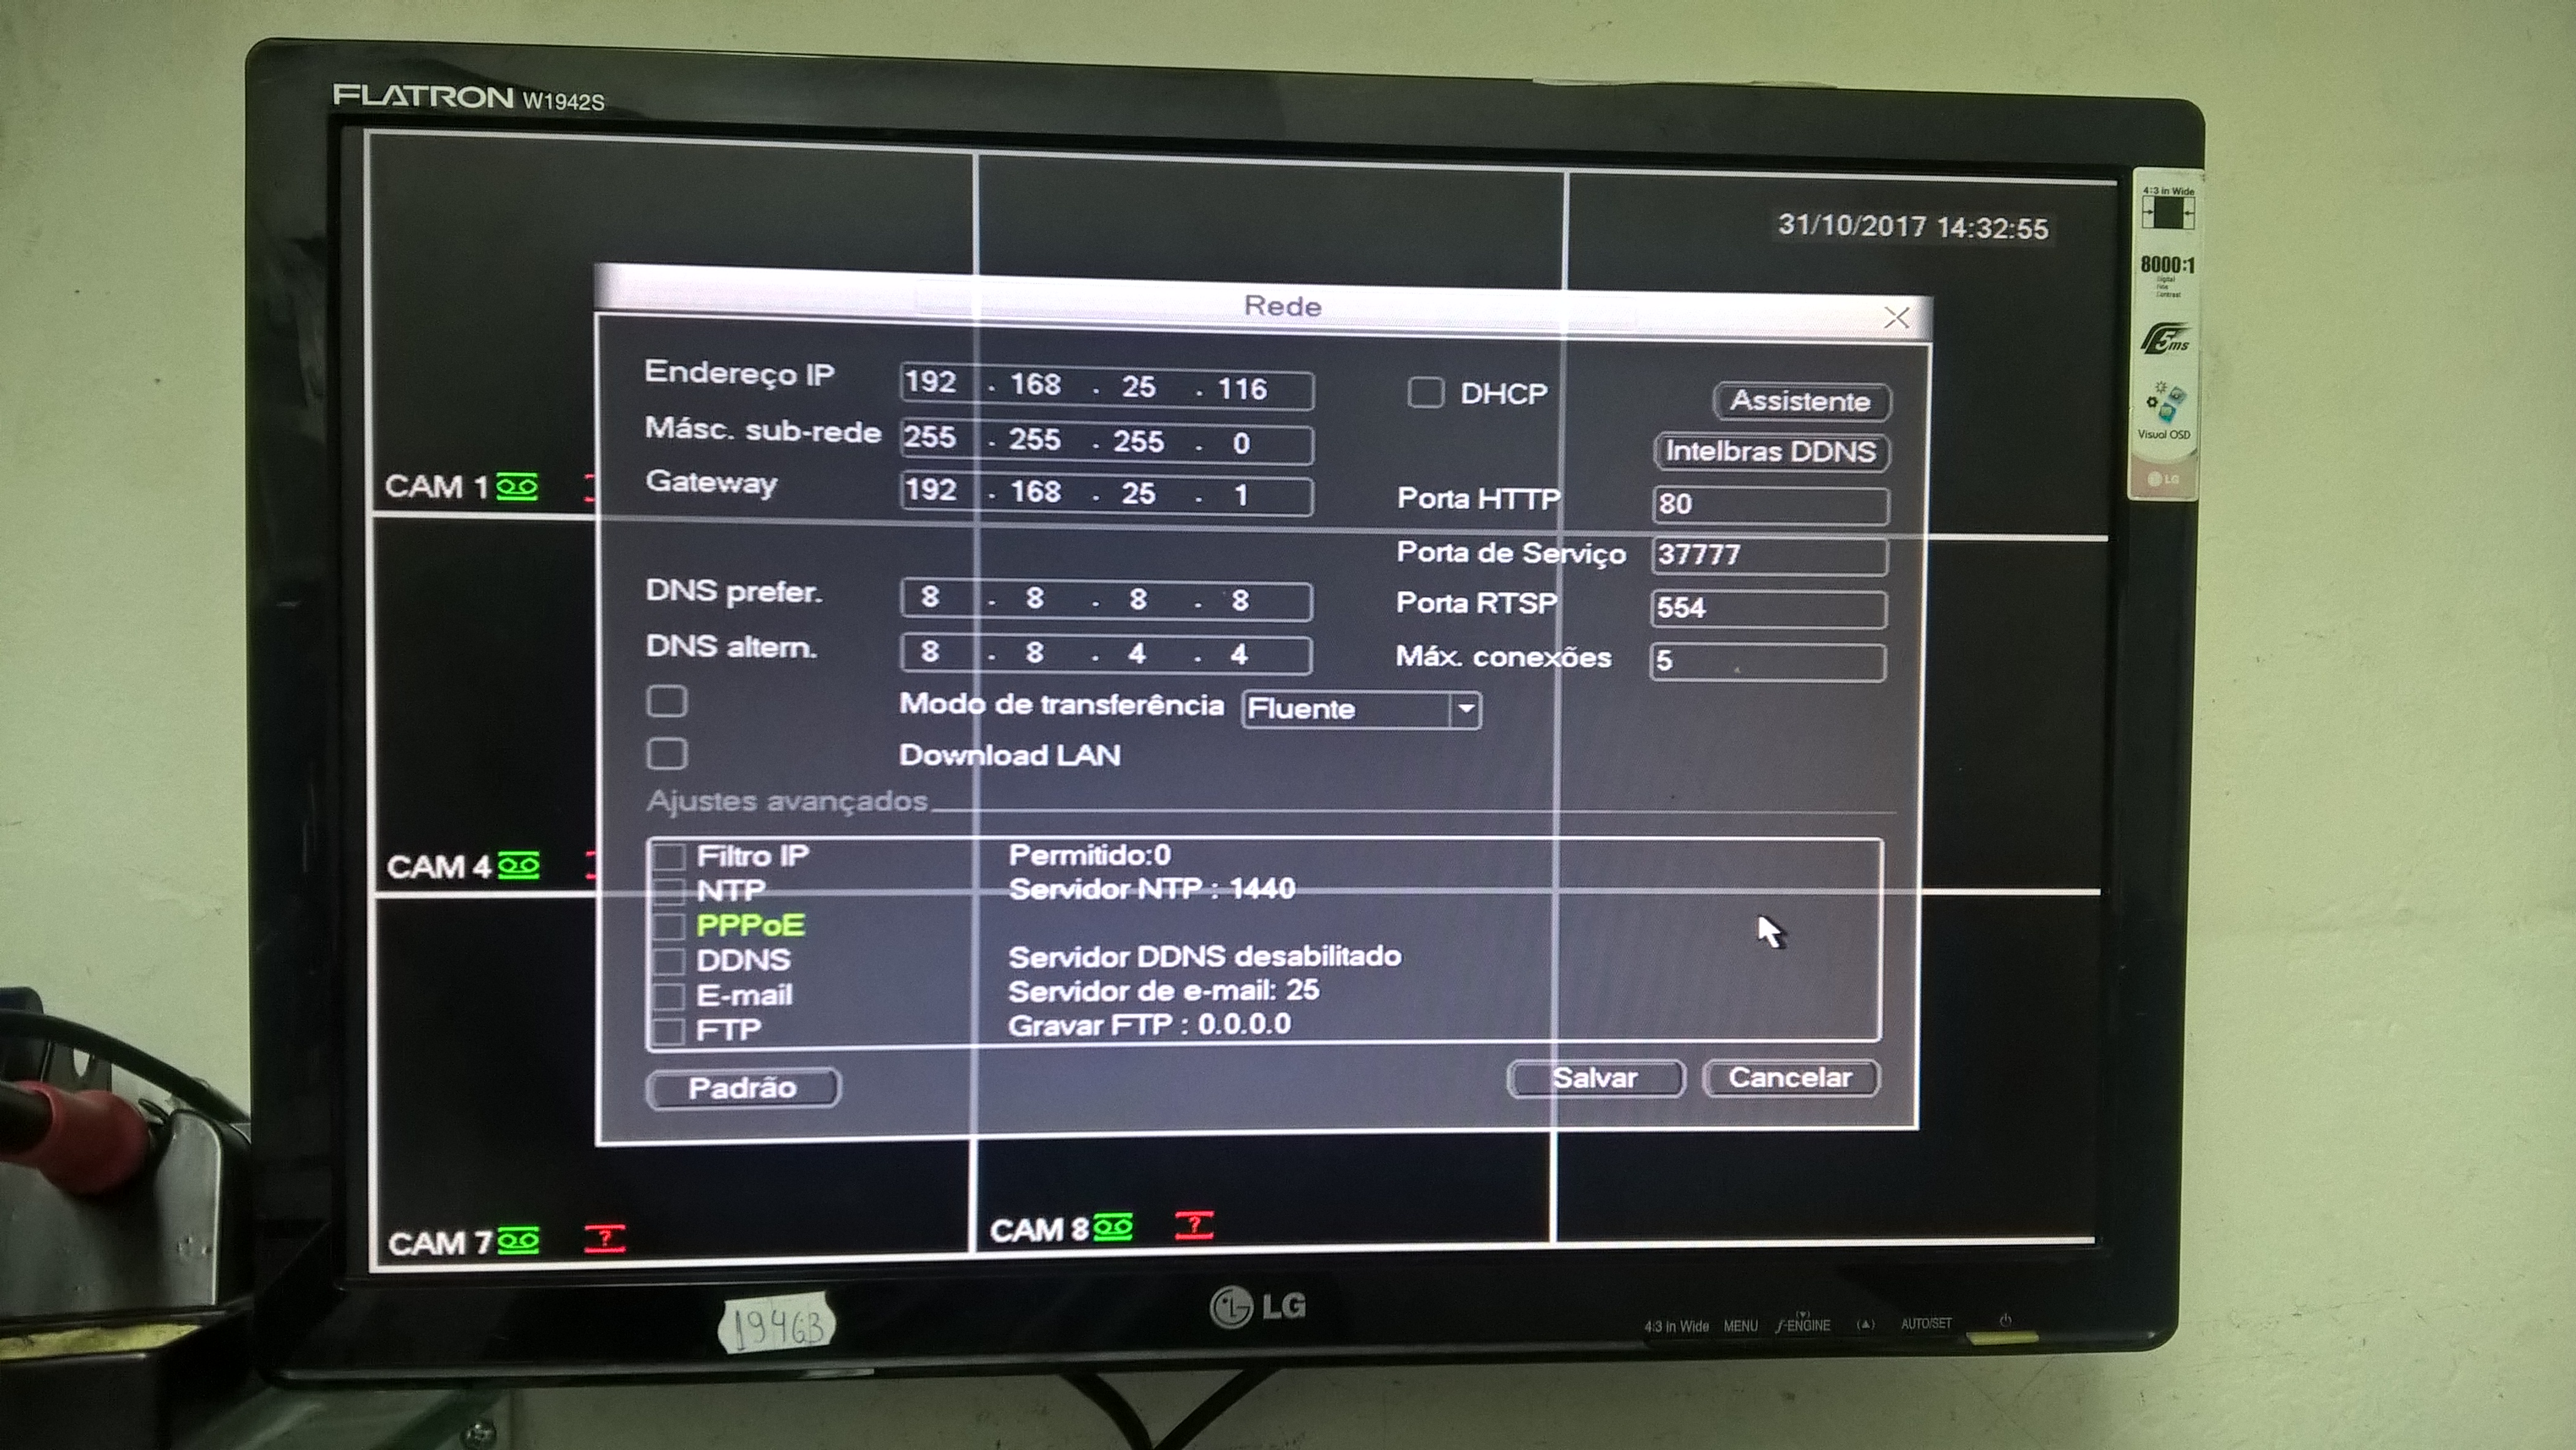 FLATRON W1942S
31/10/2017 14:32:55
4:3 in Wide
8000:1
Digital
Fine
Contrast
5ms
Visual OSD
LG
Rede
Endereço IP 192 . 168 . 25 . 116
DHCP
Assistente
Másc. sub-rede 255 . 255 . 255 . 0
Intelbras DDNS
Gateway 192 . 168 . 25 . 1
Porta HTTP 80
Porta de Serviço 37777
DNS prefer. 8 . 8 . 8 . 8
Porta RTSP 554
DNS altern. 8 . 8 . 4 . 4
Máx. conexões 5
Modo de transferência Fluente
Download LAN
Ajustes avançados
Filtro IP Permitido:0
NTP Servidor NTP : 1440
PPPoE
DDNS Servidor DDNS desabilitado
E-mail Servidor de e-mail: 25
FTP Gravar FTP : 0.0.0.0
Padrão
Salvar
Cancelar
CAM 1
CAM 4
CAM 7 ?
CAM 8 ?
19463
LG
4:3 in Wide MENU f-ENGINE AUTO/SET